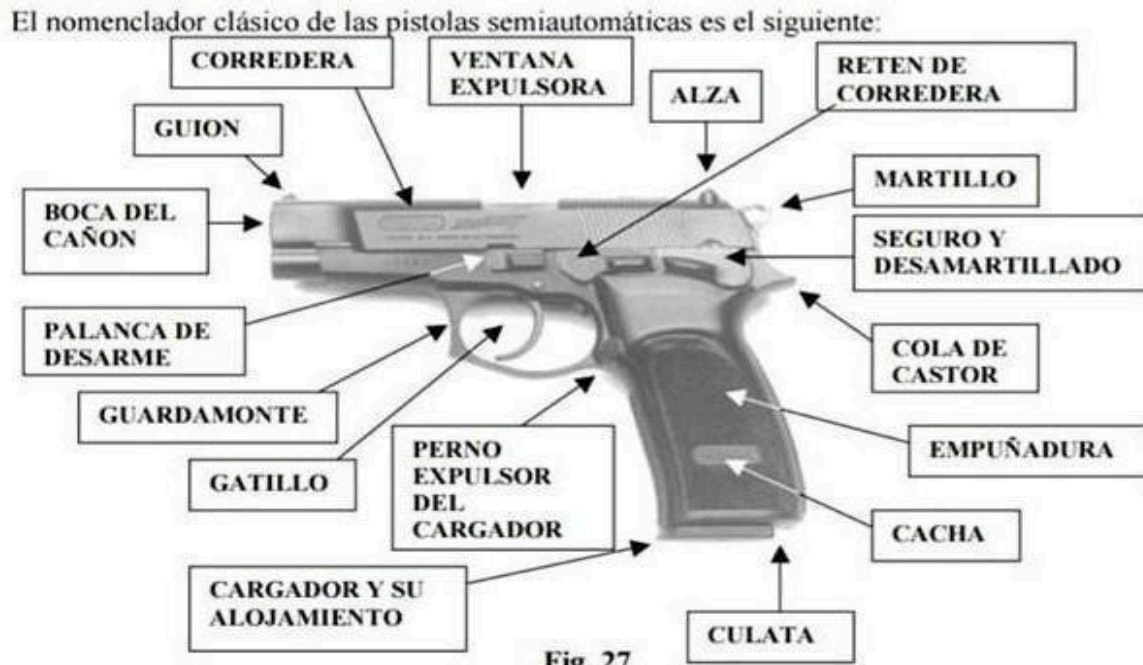 El nomenclador clásico de las pistolas semiautomáticas es el siguiente:
CORREDERA
VENTANA
EXPULSORA
RETEN DE
CORREDERA
ALZA
GUION
MARTILLO
BOCA DEL
CAÑON
SEGURO Y
DESAMARTILLADO
PALANCA DE
DESARME
COLA DE
CASTOR
GUARDAMONTE
PERNO
EXPULSOR
DEL
CARGADOR
EMPUÑADURA
GATILLO
CACHA
CARGADOR Y SU
ALOJAMIENTO
CULATA
Fig. 27